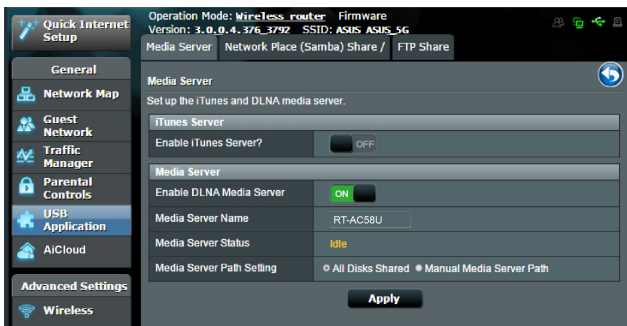 Quick Internet
Setup
Operation Mode: Wireless router Firmware
Version: 3.0.0.4.376_3792 SSID: ASUS ASUS_5G
Media Server Network Place (Samba) Share / FTP Share
General
Network Map
Guest
Network
Traffic
Manager
Parental
Controls
USB
Application
AiCloud
Advanced Settings
Wireless
Media Server
Set up the iTunes and DLNA media server.
iTunes Server
Enable iTunes Server? OFF
Media Server
Enable DLNA Media Server ON
Media Server Name RT-AC58U
Media Server Status Idle
Media Server Path Setting All Disks Shared Manual Media Server Path
Apply